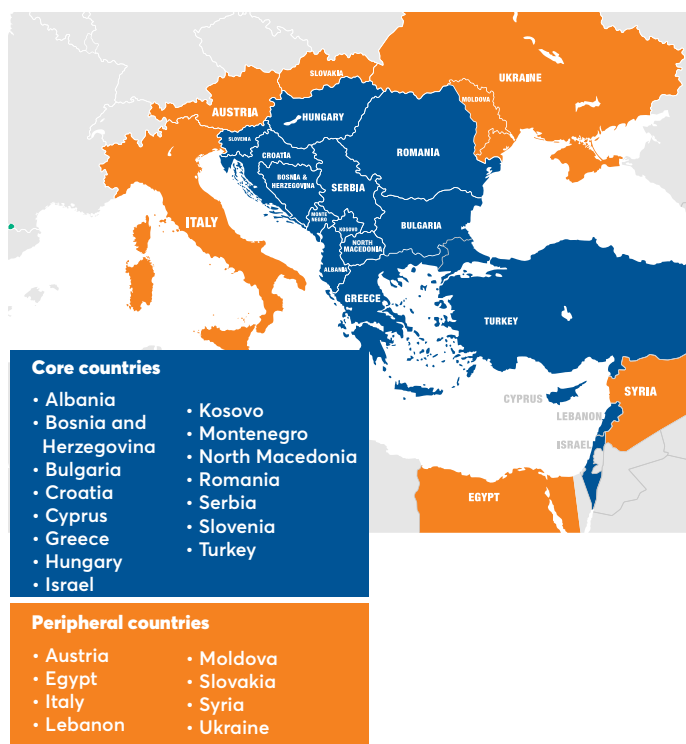 SLOVAKIA
UKRAINE
AUSTRIA
MOLDOVA
HUNGARY
SLOVENIA
CROATIA
ROMANIA
BOSNIA &
HERZEGOVINA
SERBIA
ITALY
MONTE
NEGRO
KOSOVO
BULGARIA
NORTH
MACEDONIA
ALBANIA
GREECE
TURKEY
CYPRUS
SYRIA
LEBANON
ISRAEL
EGYPT
Core countries
• Albania
• Bosnia and
Herzegovina
• Bulgaria
• Croatia
• Cyprus
• Greece
• Hungary
• Israel
• Kosovo
• Montenegro
• North Macedonia
• Romania
• Serbia
• Slovenia
• Turkey
Peripheral countries
• Austria
• Egypt
• Italy
• Lebanon
• Moldova
• Slovakia
• Syria
• Ukraine